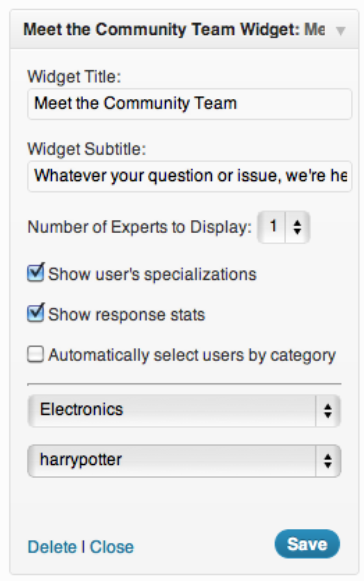 Meet the Community Team Widget: Me
Widget Title:
Meet the Community Team
Widget Subtitle:
Whatever your question or issue, we're he
Number of Experts to Display: 1
Show user's specializations
Show response stats
Automatically select users by category
Electronics
harrypotter
Delete | Close Save